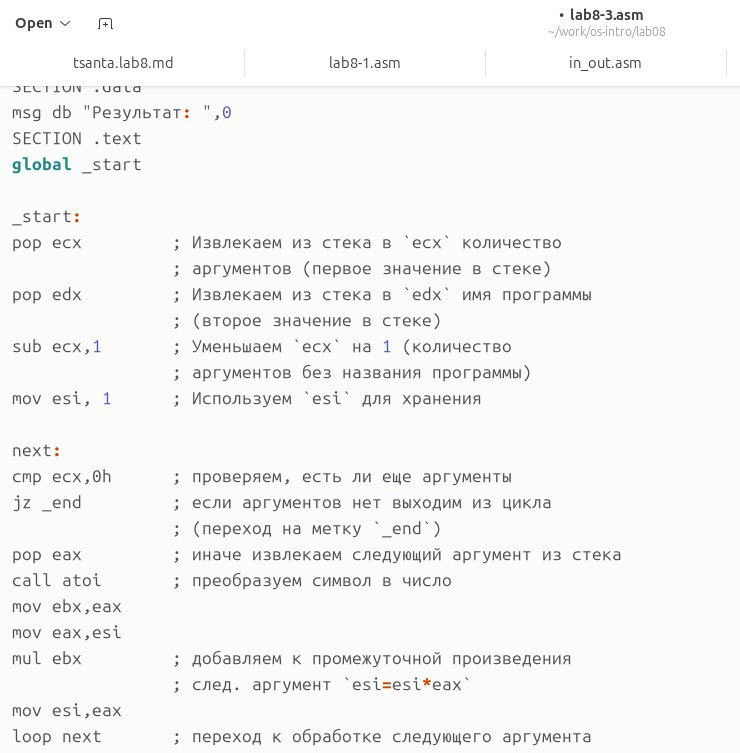 Open
• lab8-3.asm
~/work/os-intro/lab08
tsanta.lab8.md lab8-1.asm in_out.asm
SECTION .data
msg db "Результат: ",0
SECTION .text
global _start
_start:
pop ecx ; Извлекаем из стека в `ecx` количество
; аргументов (первое значение в стеке)
pop edx ; Извлекаем из стека в `edx` имя программы
; (второе значение в стеке)
sub ecx,1 ; Уменьшаем `ecx` на 1 (количество
; аргументов без названия программы)
mov esi, 1 ; Используем `esi` для хранения
next:
cmp ecx,0h ; проверяем, есть ли еще аргументы
jz _end ; если аргументов нет выходим из цикла
; (переход на метку `_end`)
pop eax ; иначе извлекаем следующий аргумент из стека
call atoi ; преобразуем символ в число
mov ebx,eax
mov eax,esi
mul ebx ; добавляем к промежуточной произведения
; след. аргумент `esi=esi*eax`
mov esi,eax
loop next ; переход к обработке следующего аргумента